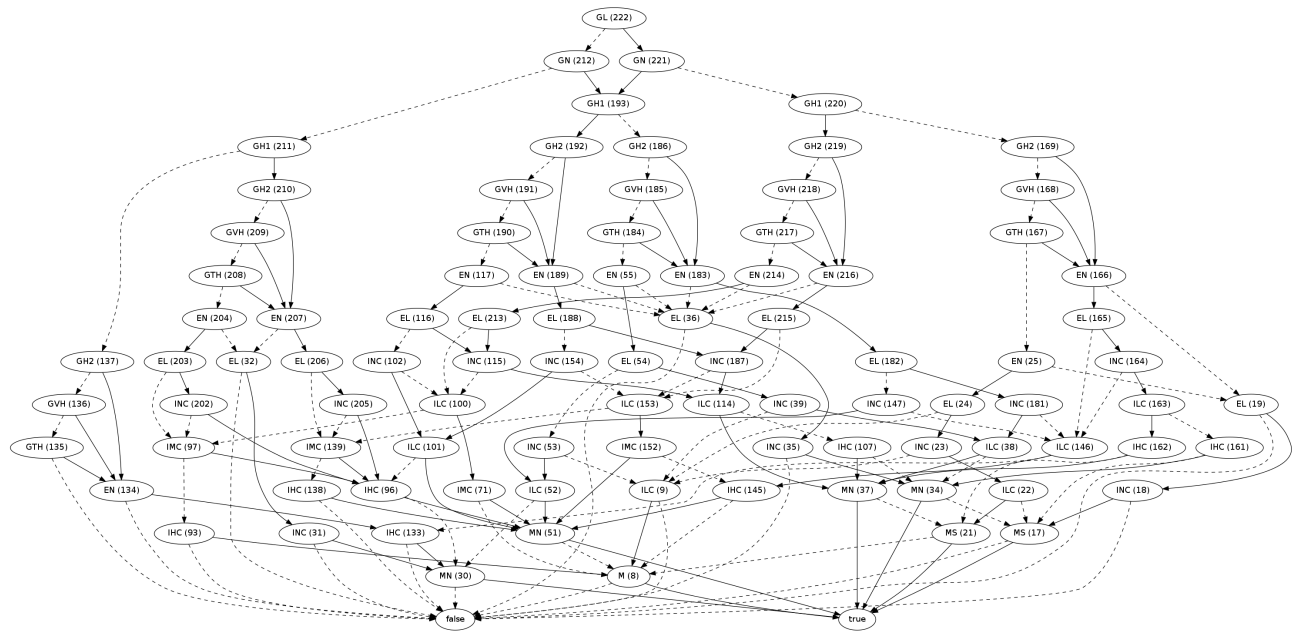 GL (222)
GN (212)
GN (221)
GH1 (193)
GH1 (220)
GH1 (211)
GH2 (192)
GH2 (186)
GH2 (219)
GH2 (169)
GH2 (210)
GVH (191)
GVH (185)
GVH (218)
GVH (168)
GVH (209)
GTH (190)
GTH (184)
GTH (217)
GTH (167)
GTH (208)
EN (117)
EN (189)
EN (55)
EN (183)
EN (214)
EN (216)
EN (166)
EN (204)
EN (207)
EL (116)
EL (213)
EL (188)
EL (36)
EL (215)
EL (165)
GH2 (137)
EL (203)
EL (32)
EL (206)
INC (102)
INC (115)
INC (154)
EL (54)
INC (187)
EL (182)
EN (25)
INC (164)
GVH (136)
INC (202)
INC (205)
ILC (100)
ILC (153)
ILC (114)
INC (39)
INC (147)
EL (24)
INC (181)
ILC (163)
EL (19)
GTH (135)
IMC (97)
IMC (139)
ILC (101)
INC (53)
IMC (152)
INC (35)
IHC (107)
INC (23)
ILC (38)
ILC (146)
IHC (162)
IHC (161)
EN (134)
IHC (138)
IHC (96)
IMC (71)
ILC (52)
ILC (9)
IHC (145)
MN (37)
MN (34)
ILC (22)
INC (18)
IHC (93)
INC (31)
IHC (133)
MN (51)
MS (21)
MS (17)
MN (30)
M (8)
false
true